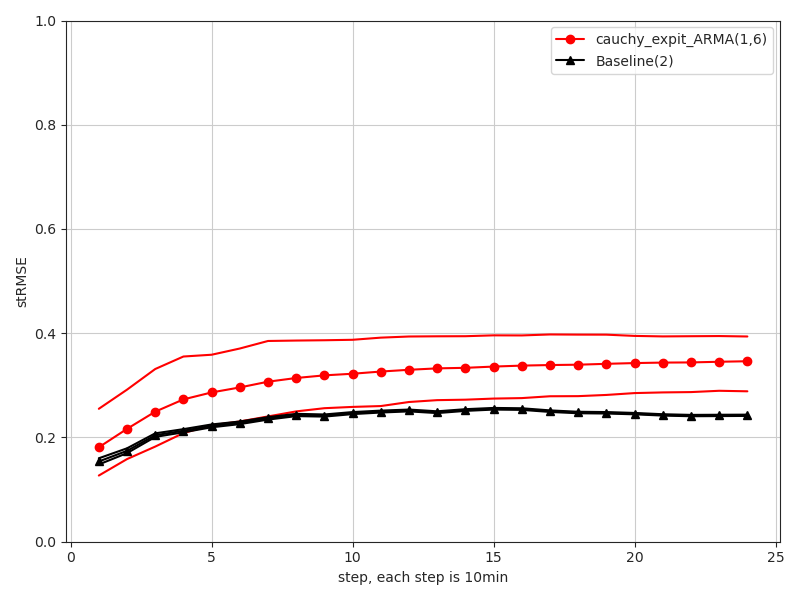 1.0
0.8
0.6
0.4
0.2
0.0
stRMSE
cauchy_expit_ARMA(1,6)
Baseline(2)
0 5 10 15 20 25
step, each step is 10min